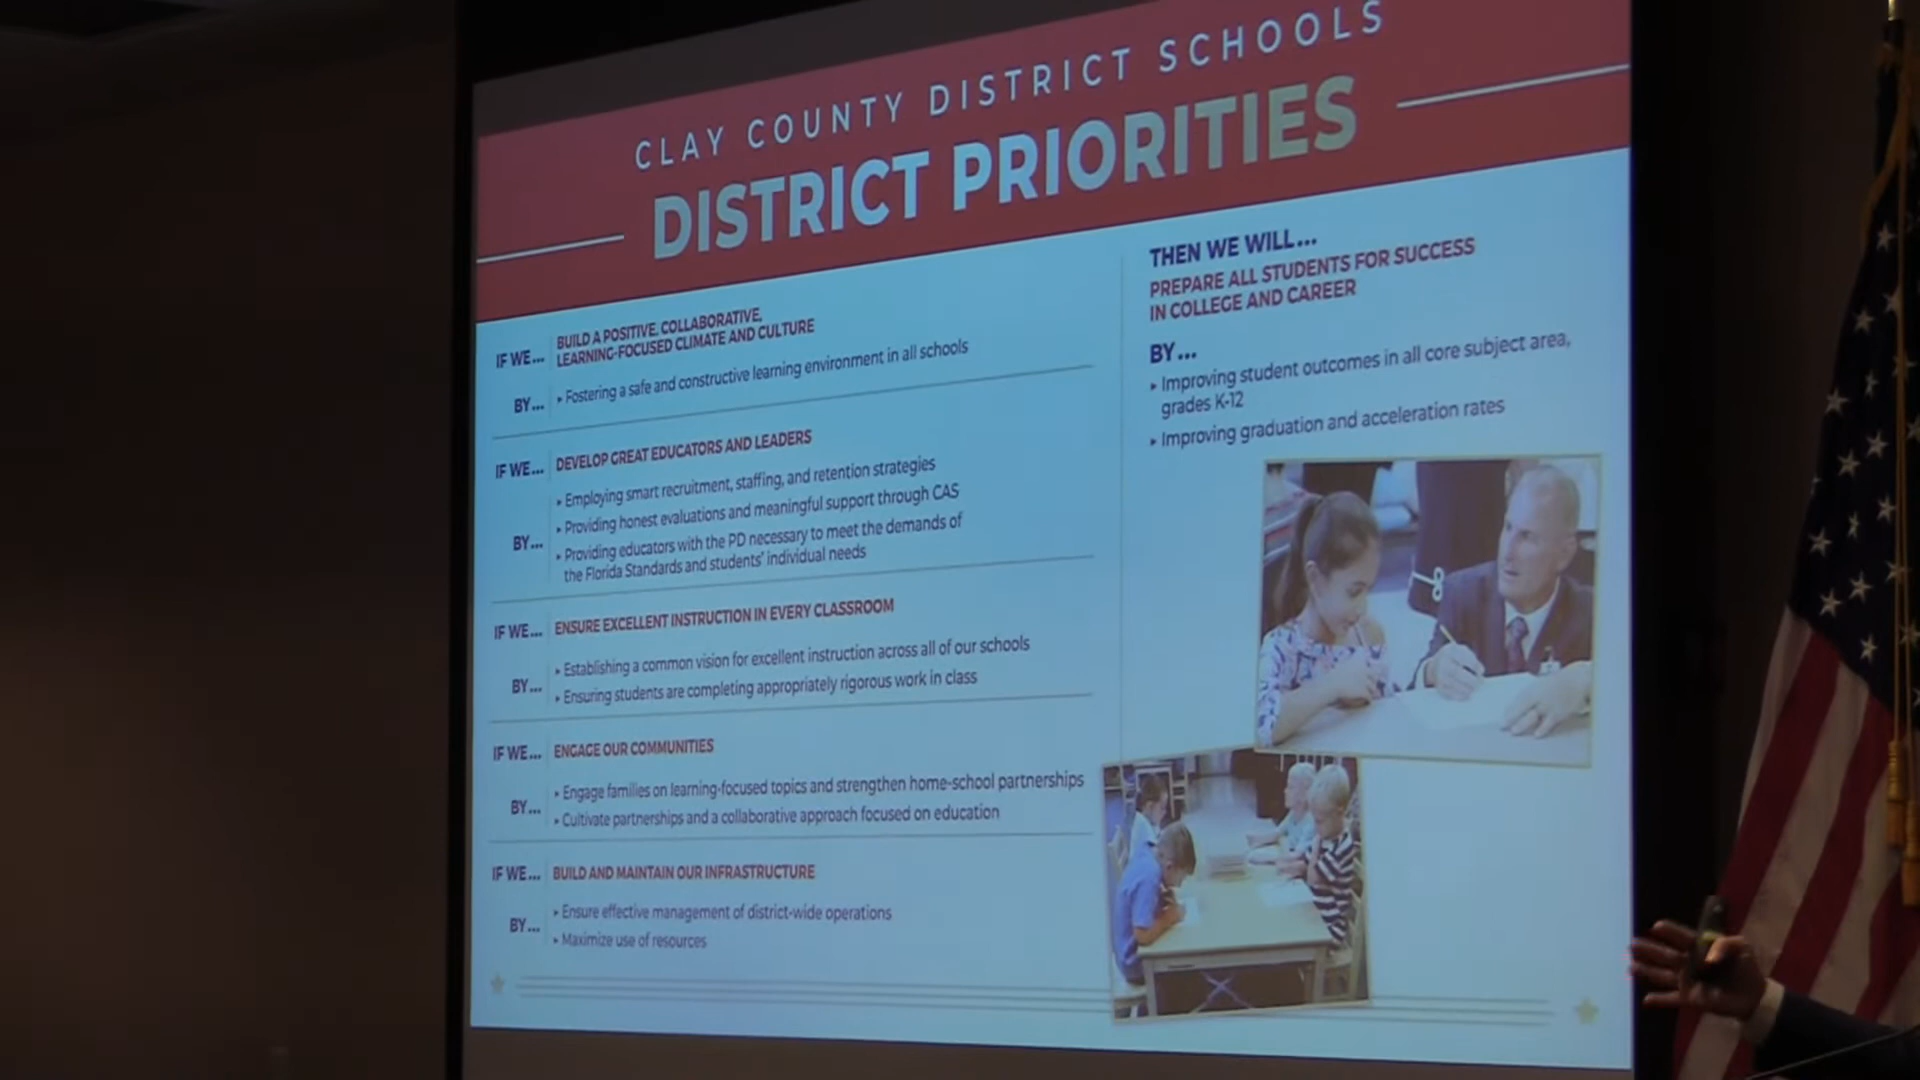 CLAY COUNTY DISTRICT SCHOOLS
DISTRICT PRIORITIES
IF WE...
BUILD A POSITIVE, COLLABORATIVE,
LEARNING-FOCUSED CLIMATE AND CULTURE
BY...
▸ Fostering a safe and constructive learning environment in all schools
IF WE...
DEVELOP GREAT EDUCATORS AND LEADERS
BY...
▸ Employing smart recruitment, staffing, and retention strategies
▸ Providing honest evaluations and meaningful support through CAS
▸ Providing educators with the PD necessary to meet the demands of
the Florida Standards and students' individual needs
IF WE...
ENSURE EXCELLENT INSTRUCTION IN EVERY CLASSROOM
BY...
▸ Establishing a common vision for excellent instruction across all of our schools
▸ Ensuring students are completing appropriately rigorous work in class
IF WE...
ENGAGE OUR COMMUNITIES
BY...
▸ Engage families on learning-focused topics and strengthen home-school partnerships
▸ Cultivate partnerships and a collaborative approach focused on education
IF WE...
BUILD AND MAINTAIN OUR INFRASTRUCTURE
BY...
▸ Ensure effective management of district-wide operations
▸ Maximize use of resources
THEN WE WILL...
PREPARE ALL STUDENTS FOR SUCCESS
IN COLLEGE AND CAREER
BY...
▸ Improving student outcomes in all core subject area,
grades K-12
▸ Improving graduation and acceleration rates